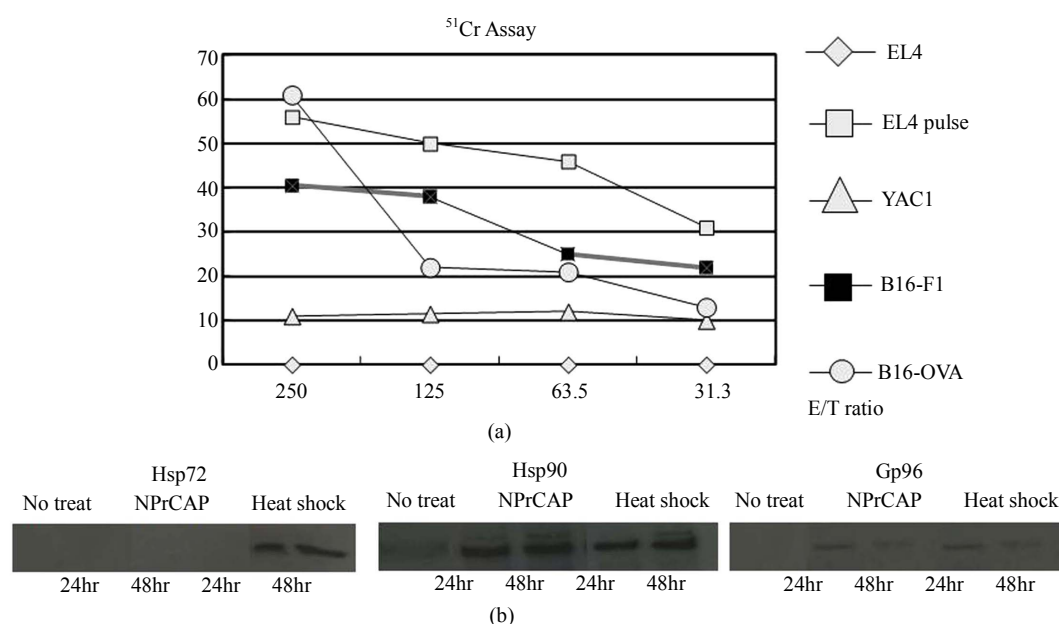 ⁵¹Cr Assay
70
60
50
40
30
20
10
0
250 125 63.5 31.3
EL4
EL4 pulse
YAC1
B16-F1
B16-OVA
E/T ratio
(a)
Hsp72
No treat NPrCAP Heat shock
24hr 48hr 24hr 48hr
Hsp90
No treat NPrCAP Heat shock
24hr 48hr 24hr 48hr
Gp96
No treat NPrCAP Heat shock
24hr 48hr 24hr 48hr
(b)